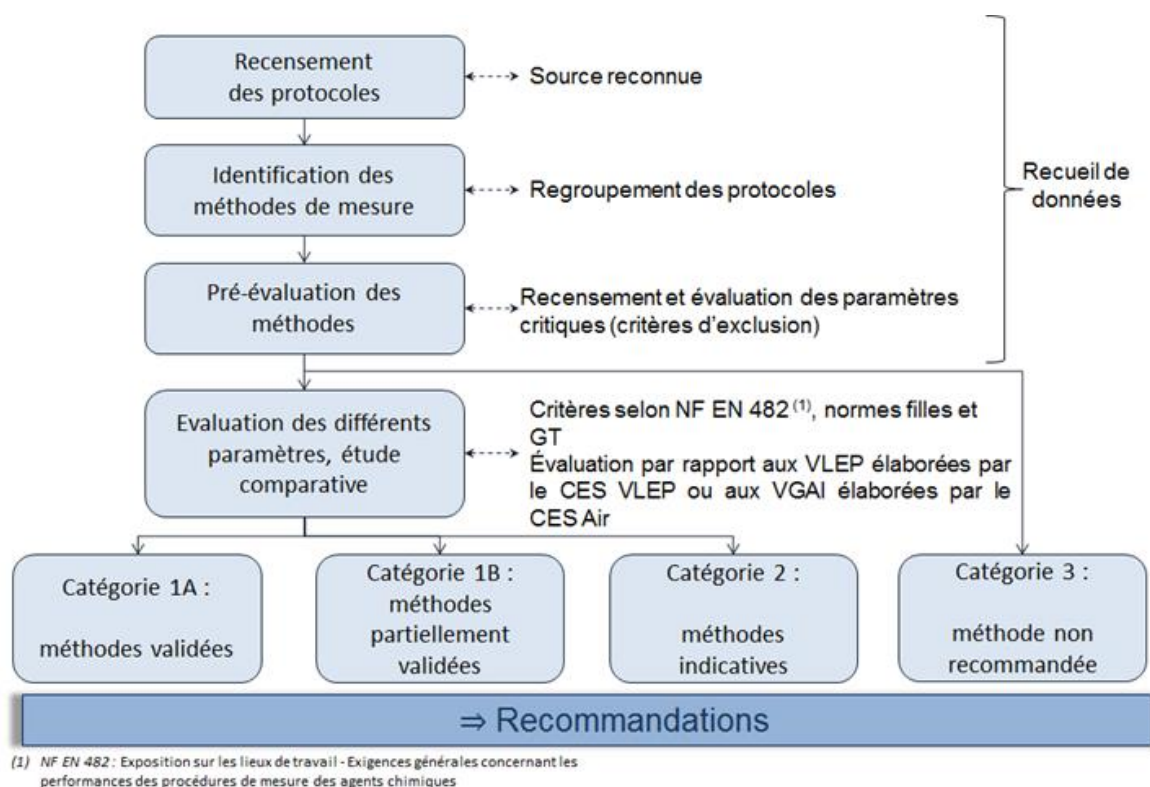 Recensement
des protocoles
Source reconnue
Identification des
méthodes de mesure
Regroupement des protocoles
Recueil de
données
Pré-évaluation des
méthodes
Recensement et évaluation des paramètres
critiques (critères d'exclusion)
Evaluation des différents
paramètres, étude
comparative
Critères selon NF EN 482 (1), normes filles et
GT
Évaluation par rapport aux VLEP élaborées par
le CES VLEP ou aux VGAI élaborées par le
CES Air
Catégorie 1A :
méthodes validées
Catégorie 1B :
méthodes
partiellement
validées
Catégorie 2 :
méthodes
indicatives
Catégorie 3 :
méthode non
recommandée
⇒ Recommandations
(1) NF EN 482 : Exposition sur les lieux de travail - Exigences générales concernant les
performances des procédures de mesure des agents chimiques